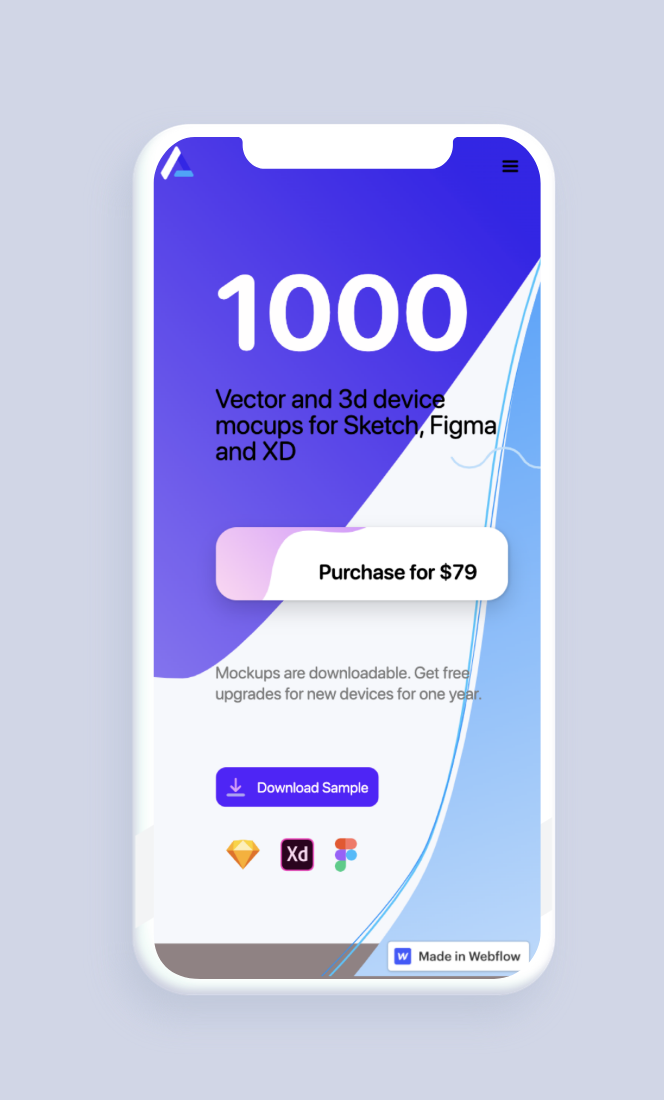 1000
Vector and 3d device
mocups for Sketch, Figma
and XD
Purchase for $79
Mockups are downloadable. Get free
upgrades for new devices for one year.
Download Sample
Xd
W Made in Webflow